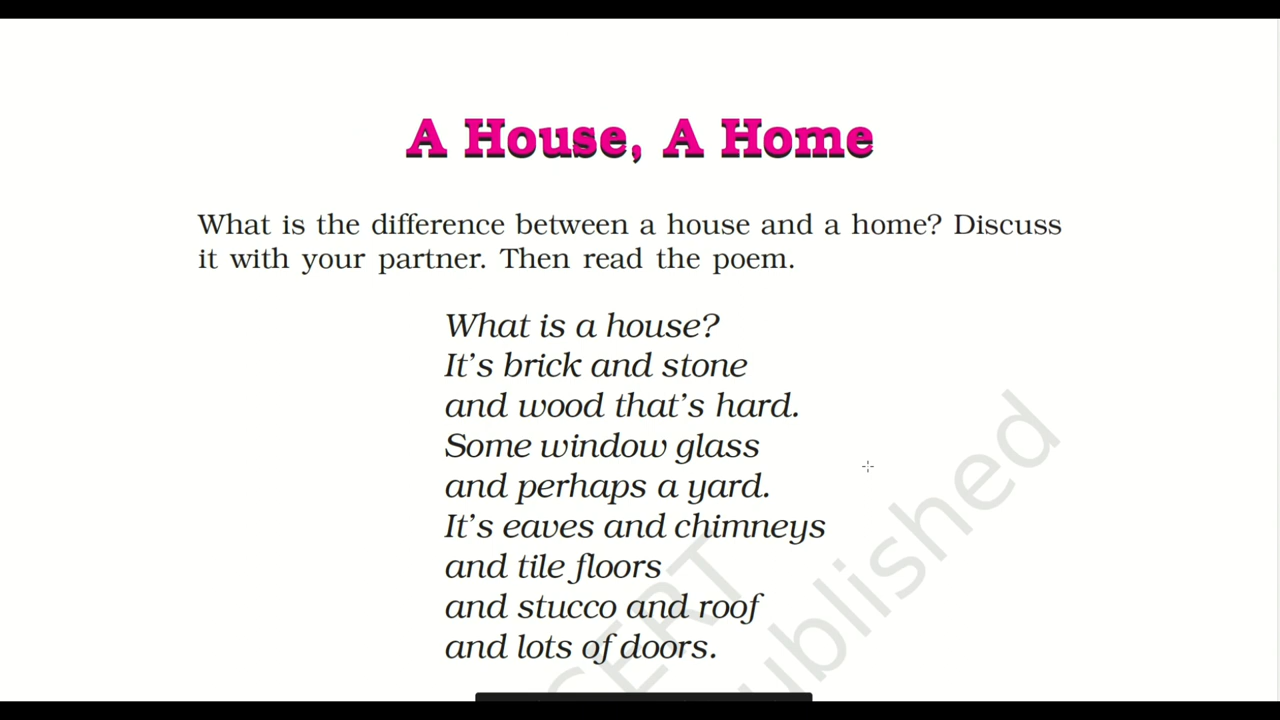 A House, A Home
What is the difference between a house and a home? Discuss
it with your partner. Then read the poem.
What is a house?
It's brick and stone
and wood that's hard.
Some window glass
and perhaps a yard.
It's eaves and chimneys
and tile floors
and stucco and roof
and lots of doors.